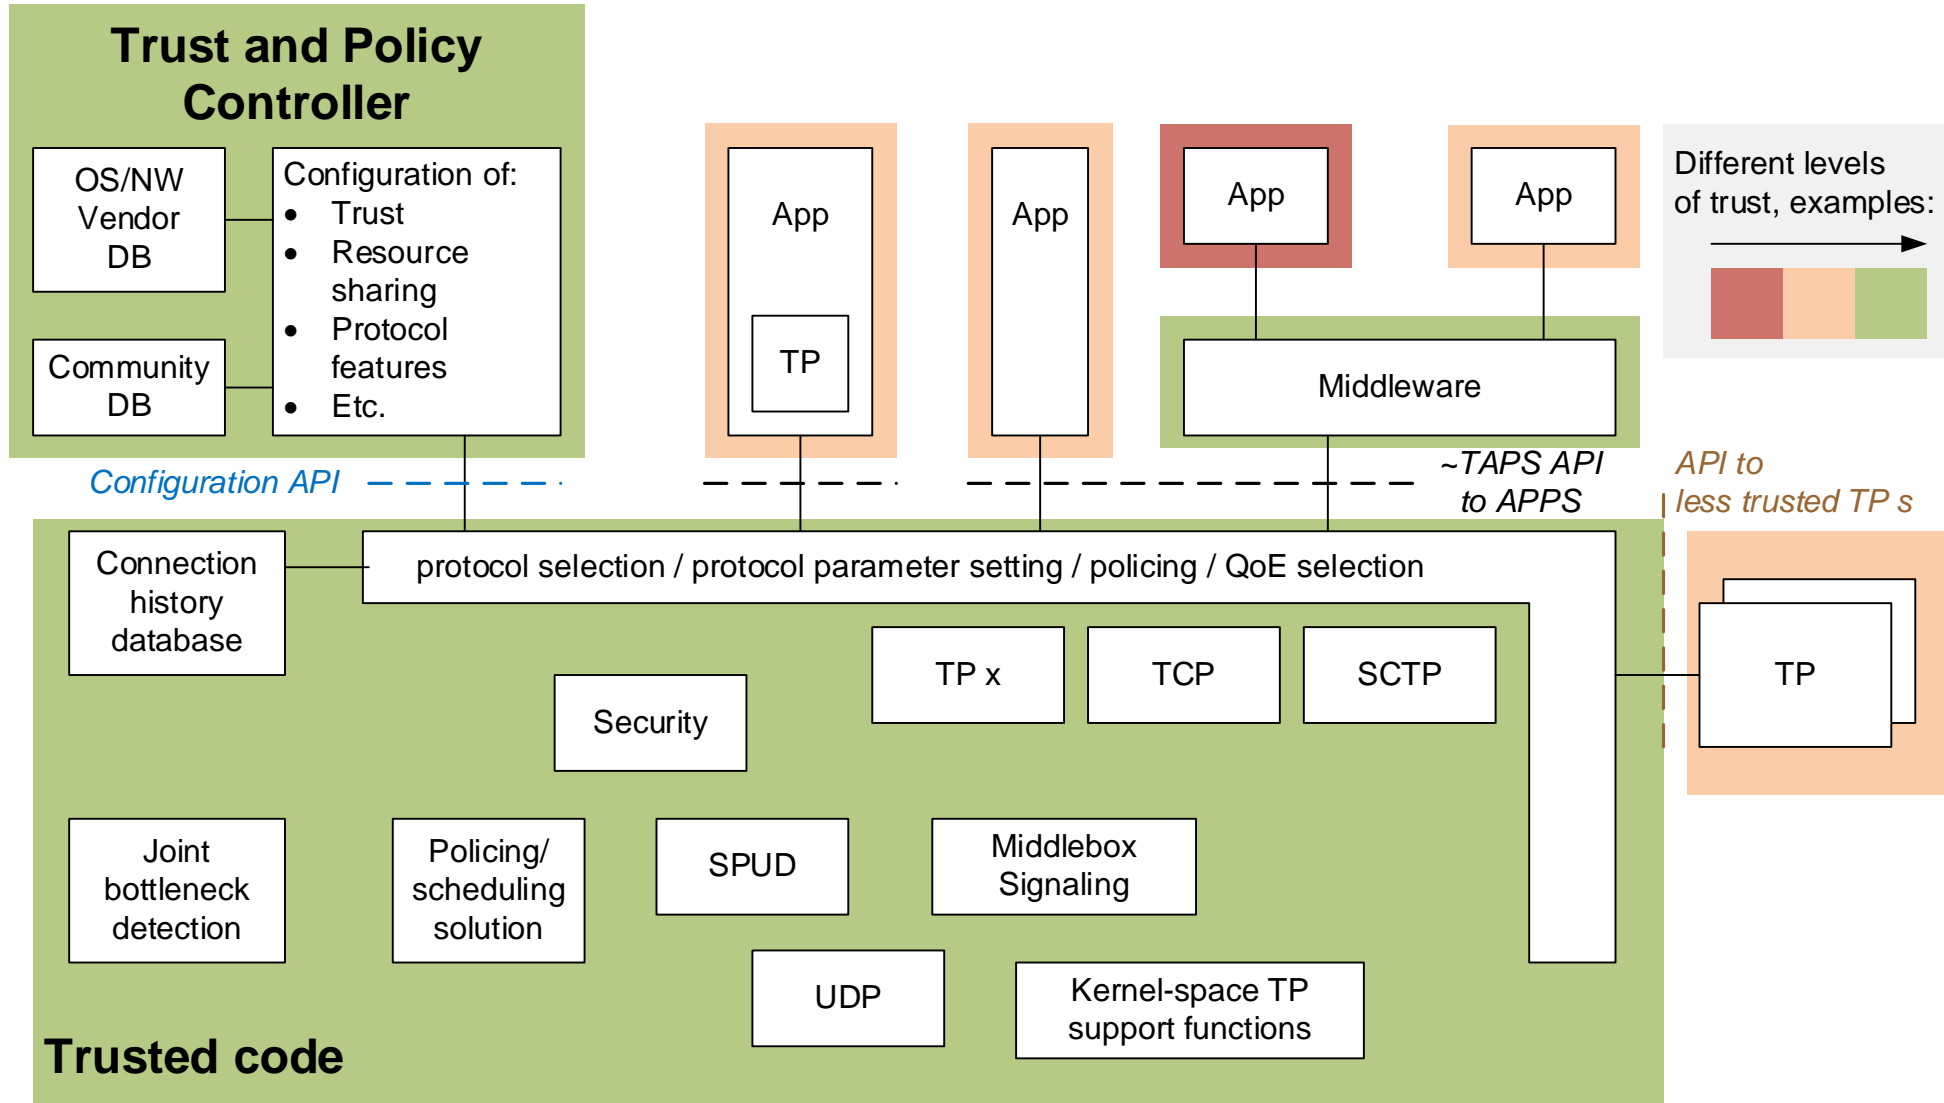 Trust and Policy
Controller
OS/NW
Vendor
DB
Community
DB
Configuration of:
• Trust
• Resource
sharing
• Protocol
features
• Etc.
App
TP
App
App
App
Middleware
Different levels
of trust, examples:
Configuration API
~TAPS API
to APPS
API to
less trusted TP s
Connection
history
database
protocol selection / protocol parameter setting / policing / QoE selection
TP x
TCP
SCTP
TP
Security
Joint
bottleneck
detection
Policing/
scheduling
solution
SPUD
Middlebox
Signaling
UDP
Kernel-space TP
support functions
Trusted code